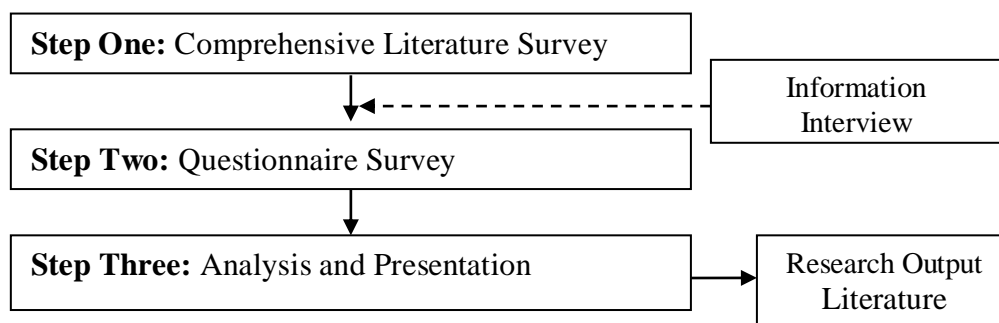 Step One: Comprehensive Literature Survey
Information
Interview
Step Two: Questionnaire Survey
Step Three: Analysis and Presentation
Research Output
Literature